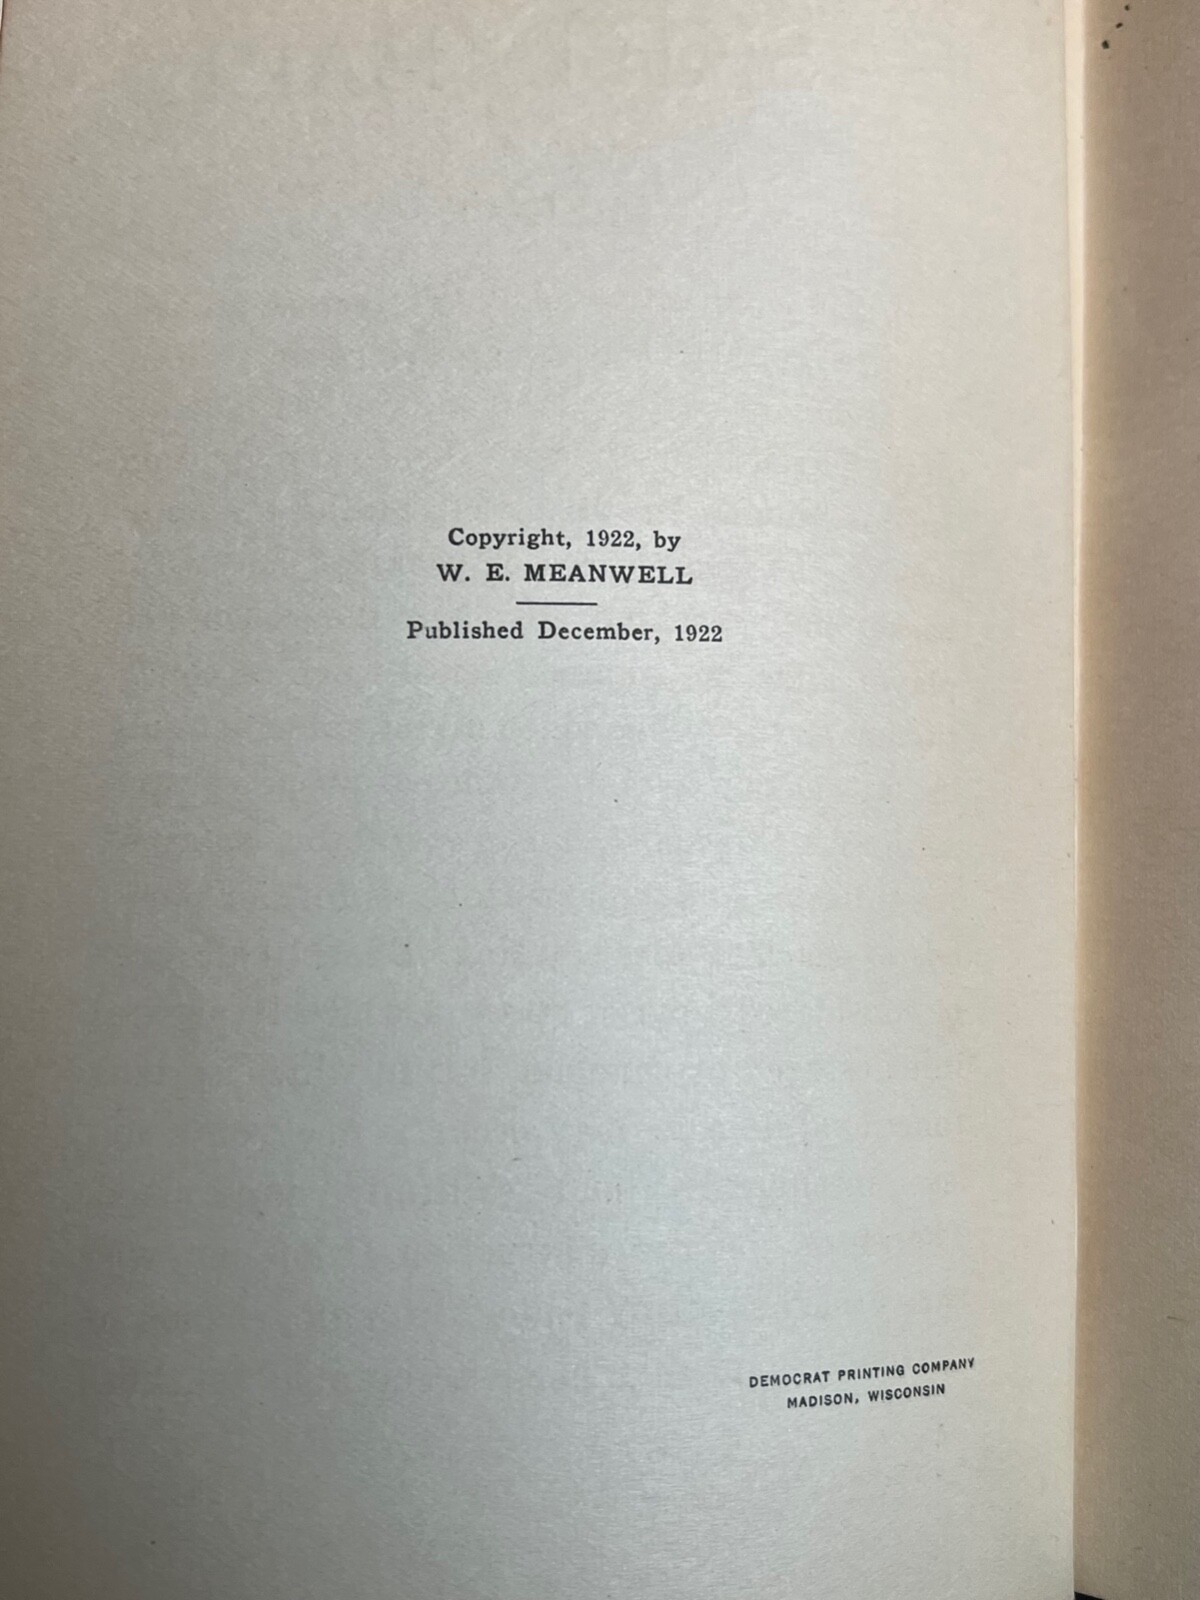 Copyright, 1922, by
W. E. MEANWELL
Published December, 1922
DEMOCRAT PRINTING COMPANY
MADISON, WISCONSIN